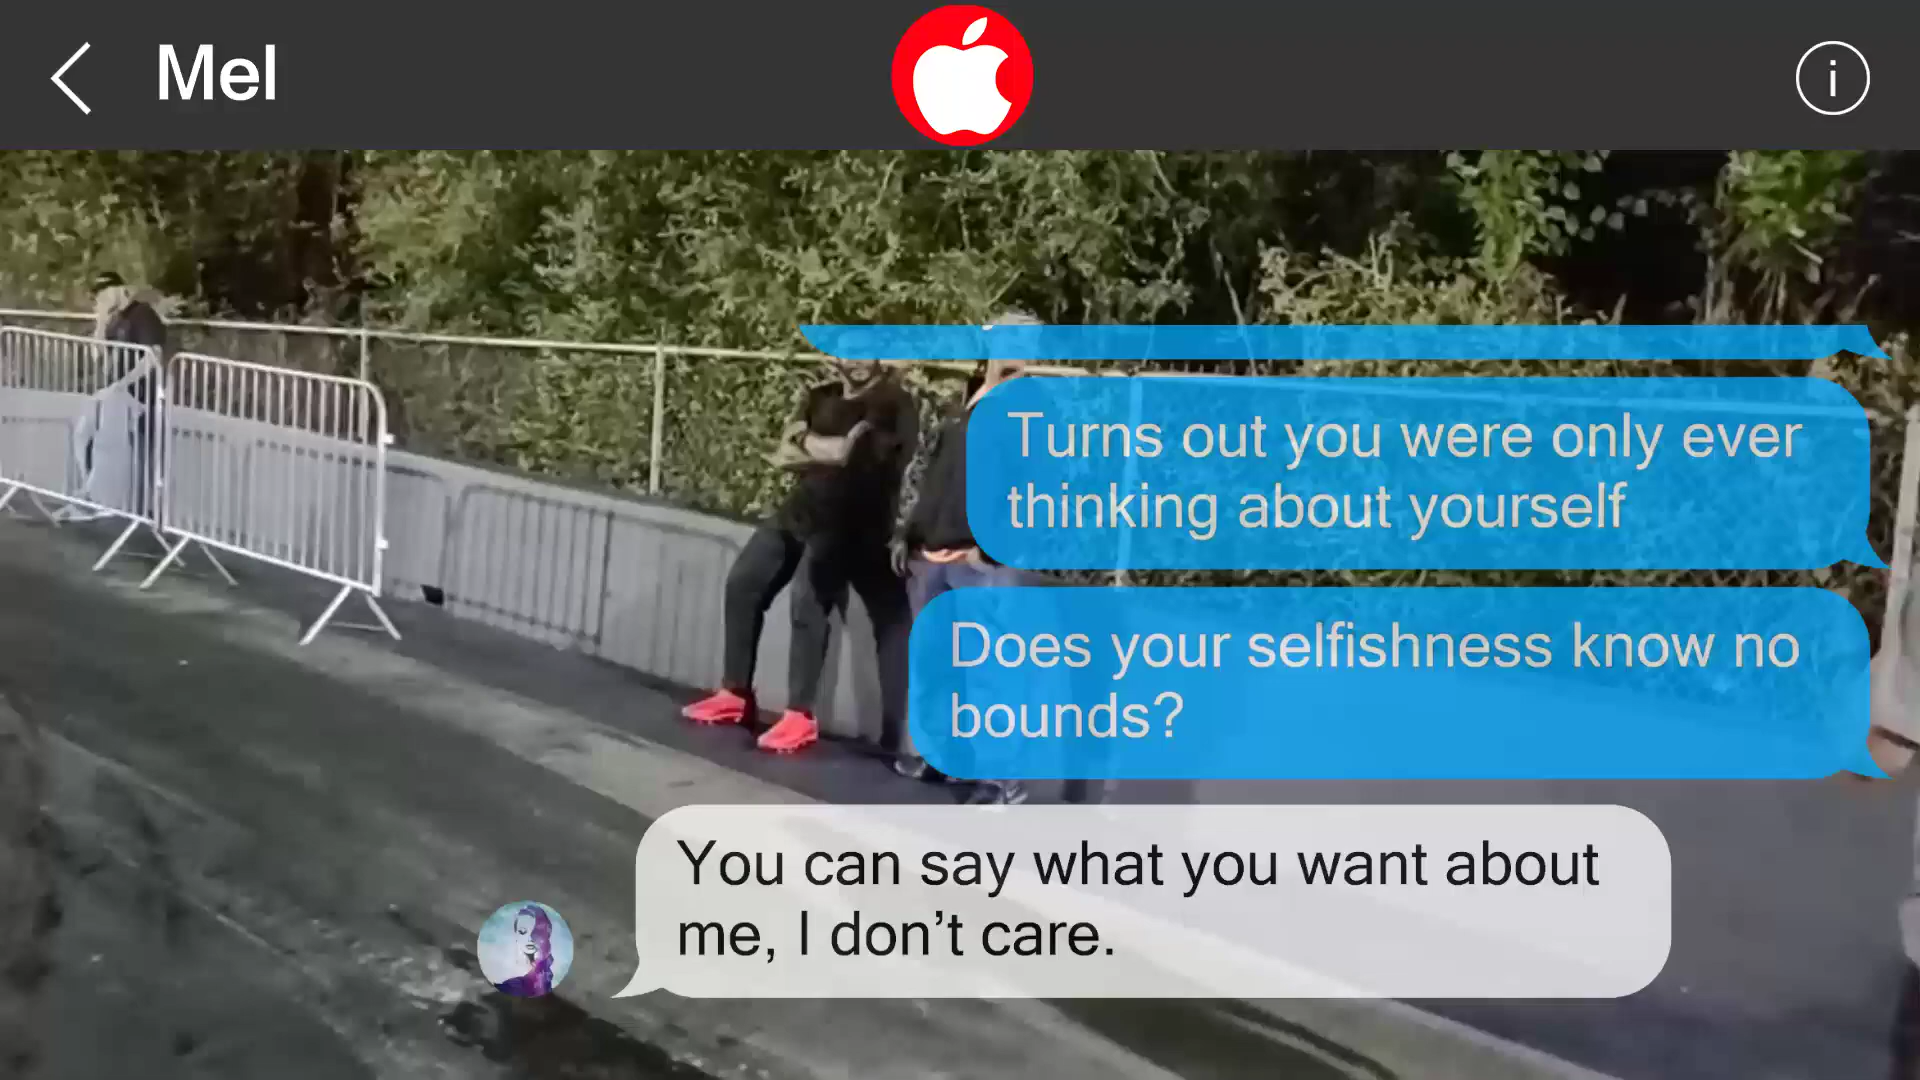 Mel
i
Turns out you were only ever
thinking about yourself
Does your selfishness know no
bounds?
You can say what you want about
me, I don’t care.